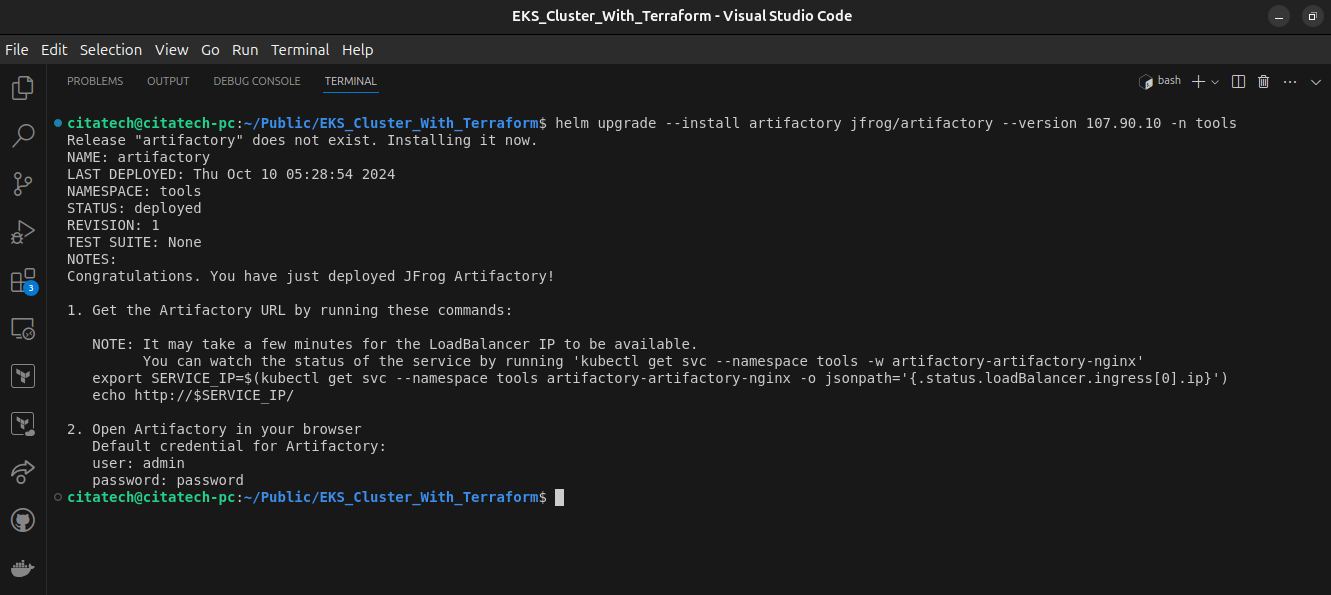 EKS_Cluster_With_Terraform - Visual Studio Code
File Edit Selection View Go Run Terminal Help
PROBLEMS OUTPUT DEBUG CONSOLE TERMINAL
bash
citatech@citatech-pc:~/Public/EKS_Cluster_With_Terraform$ helm upgrade --install artifactory jfrog/artifactory --version 107.90.10 -n tools
Release "artifactory" does not exist. Installing it now.
NAME: artifactory
LAST DEPLOYED: Thu Oct 10 05:28:54 2024
NAMESPACE: tools
STATUS: deployed
REVISION: 1
TEST SUITE: None
NOTES:
Congratulations. You have just deployed JFrog Artifactory!
1. Get the Artifactory URL by running these commands:
NOTE: It may take a few minutes for the LoadBalancer IP to be available.
You can watch the status of the service by running 'kubectl get svc --namespace tools -w artifactory-artifactory-nginx'
export SERVICE_IP=$(kubectl get svc --namespace tools artifactory-artifactory-nginx -o jsonpath='{.status.loadBalancer.ingress[0].ip}')
echo http://$SERVICE_IP/
2. Open Artifactory in your browser
Default credential for Artifactory:
user: admin
password: password
citatech@citatech-pc:~/Public/EKS_Cluster_With_Terraform$
3